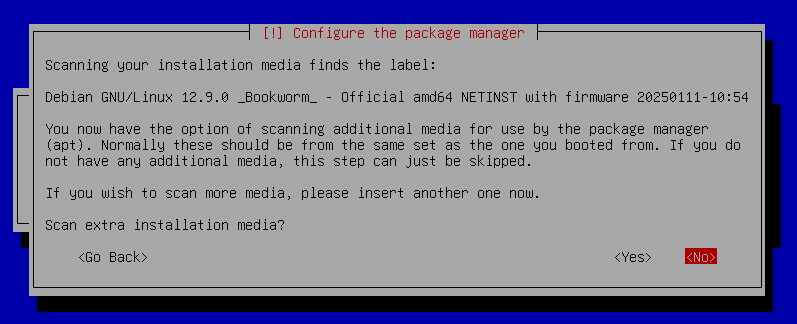 [!] Configure the package manager
Scanning your installation media finds the label:
Debian GNU/Linux 12.9.0 _Bookworm_ - Official amd64 NETINST with firmware 20250111-10:54
You now have the option of scanning additional media for use by the package manager
(apt). Normally these should be from the same set as the one you booted from. If you do
not have any additional media, this step can just be skipped.
If you wish to scan more media, please insert another one now.
Scan extra installation media?
<Go Back> <Yes> <No>